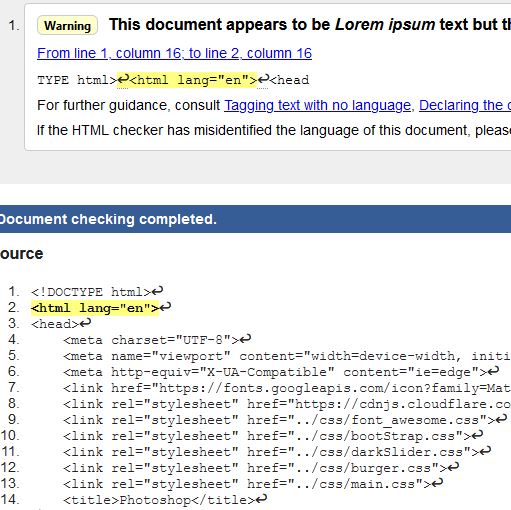 1. Warning This document appears to be Lorem ipsum text but th
From line 1, column 16; to line 2, column 16
TYPE html>↩<html lang="en">↩<head
For further guidance, consult Tagging text with no language, Declaring the o
If the HTML checker has misidentified the language of this document, please
Document checking completed.
ource
1. <!DOCTYPE html>↩
2. <html lang="en">↩
3. <head>↩
4. <meta charset="UTF-8">↩
5. <meta name="viewport" content="width=device-width, initi
6. <meta http-equiv="X-UA-Compatible" content="ie=edge">↩
7. <link href="https://fonts.googleapis.com/icon?family=Mat
8. <link rel="stylesheet" href="https://cdnjs.cloudflare.co
9. <link rel="stylesheet" href="../css/font_awesome.css">↩
10. <link rel="stylesheet" href="../css/bootStrap.css">↩
11. <link rel="stylesheet" href="../css/darkSlider.css">↩
12. <link rel="stylesheet" href="../css/burger.css">↩
13. <link rel="stylesheet" href="../css/main.css">↩
14. <title>Photoshop</title>↩